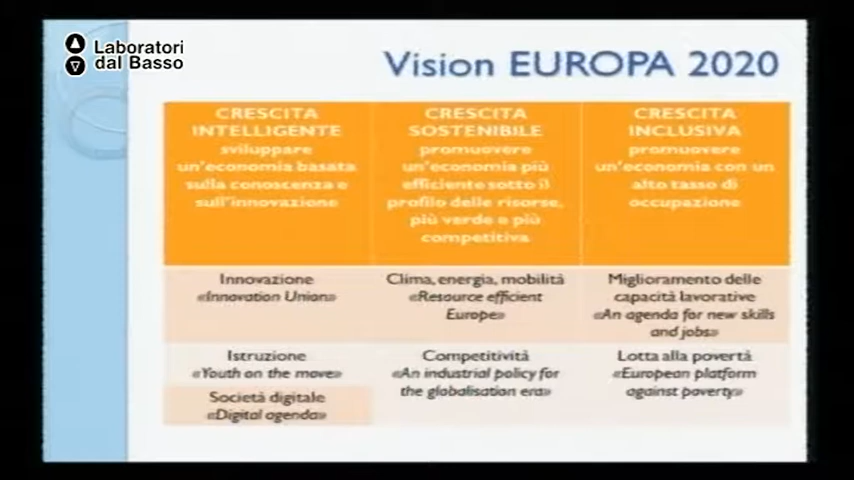 Laboratori
dal Basso
Vision EUROPA 2020
CRESCITA
INTELLIGENTE
sviluppare
un'economia basata
sulla conoscenza e
sull'innovazione
CRESCITA
SOSTENIBILE
promuovere
un'economia più
efficiente sotto il
profilo delle risorse,
più verde e più
competitiva
CRESCITA
INCLUSIVA
promuovere
un'economia con un
alto tasso di
occupazione
Innovazione
«Innovation Union»
Clima, energia, mobilità
«Resource efficient
Europe»
Miglioramento delle
capacità lavorative
«An agenda for new skills
and jobs»
Istruzione
«Youth on the move»
Competitività
«An industrial policy for
the globalisation era»
Lotta alla povertà
«European platform
against poverty»
Società digitale
«Digital agenda»